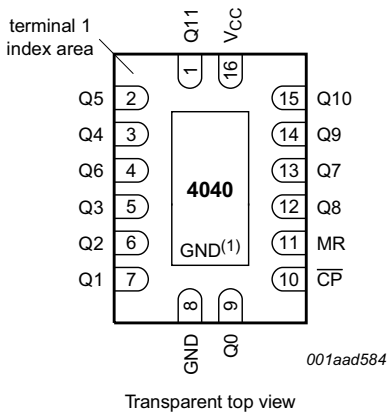 terminal 1
index area
Q11
VCC
1
16
Q5 2
15 Q10
Q4 3
14 Q9
Q6 4
13 Q7
4040
Q3 5
12 Q8
Q2 6
11 MR
GND(1)
Q1 7
10 CP
8
9
GND
Q0
001aad584
Transparent top view